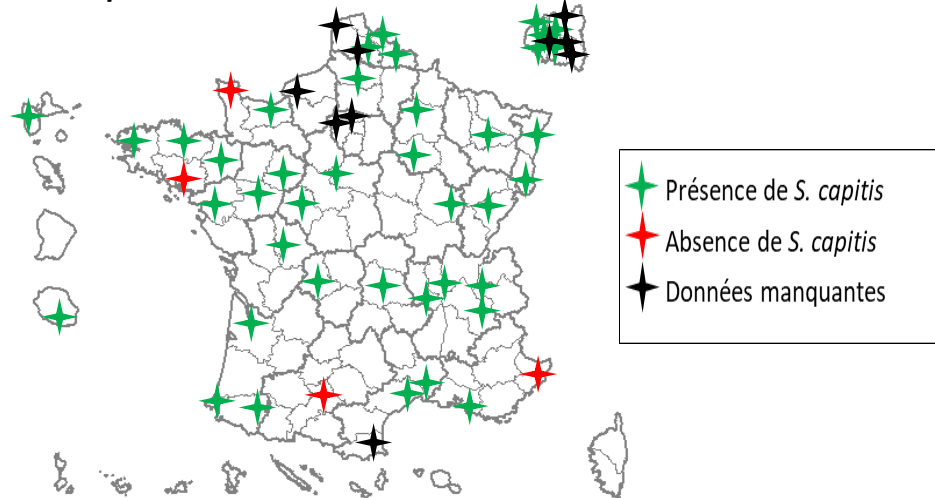 Présence de S. capitis
Absence de S. capitis
Données manquantes